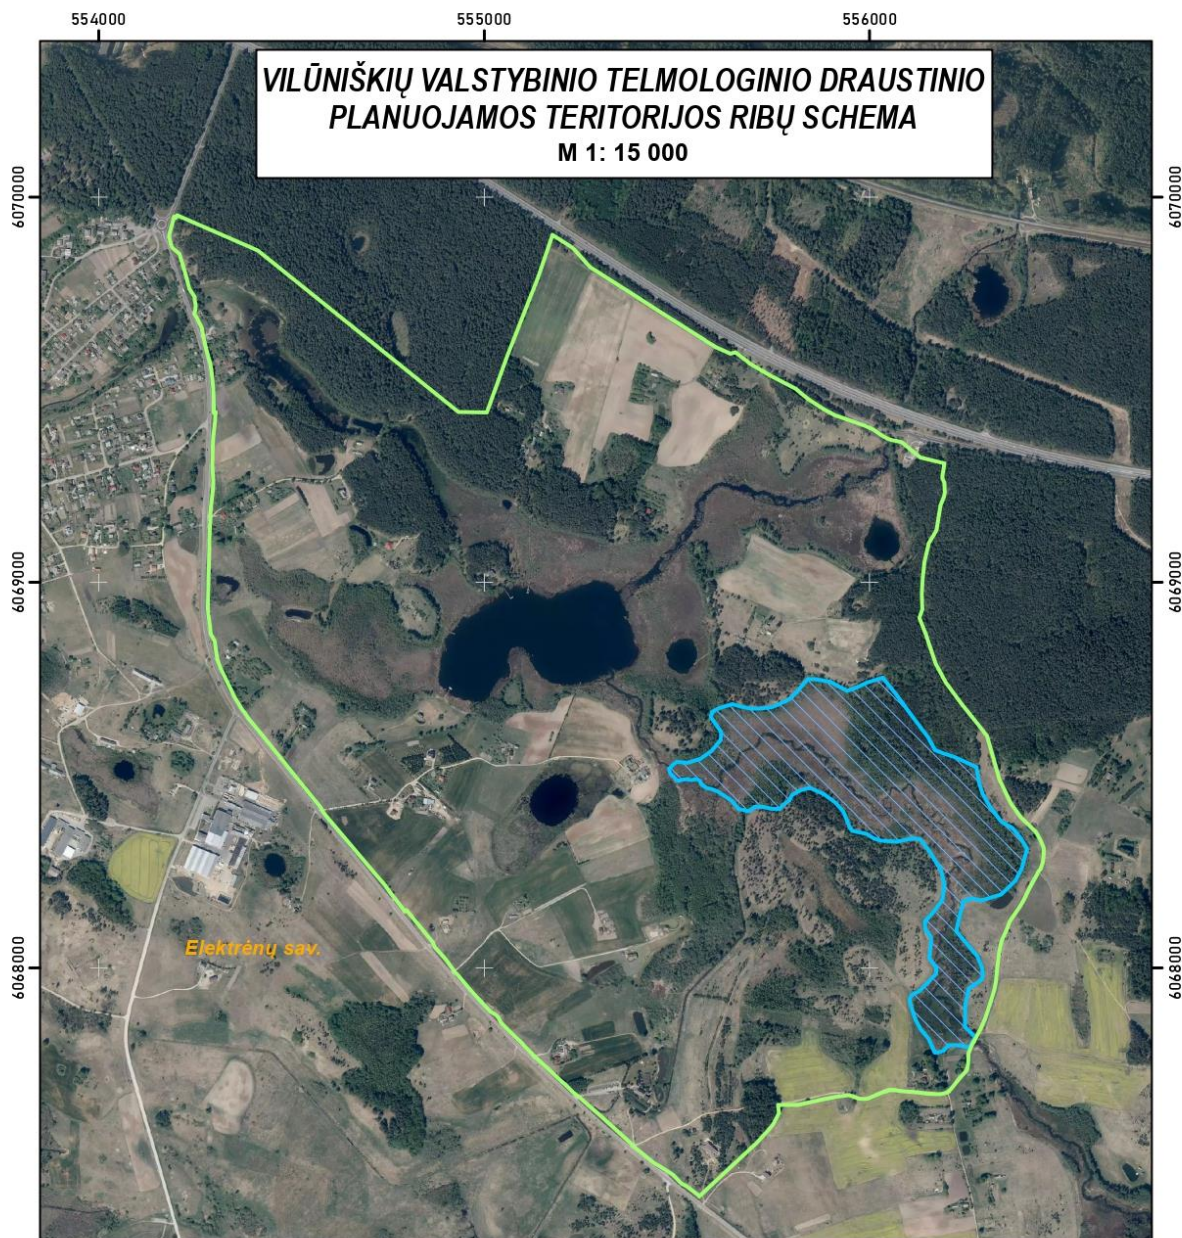 554000
555000
556000
VILŪNIŠKIŲ VALSTYBINIO TELMOLOGINIO DRAUSTINIO
PLANUOJAMOS TERITORIJOS RIBŲ SCHEMA
M 1: 15 000
6070000
6070000
6069000
6069000
Elektrėnų sav.
6068000
6068000